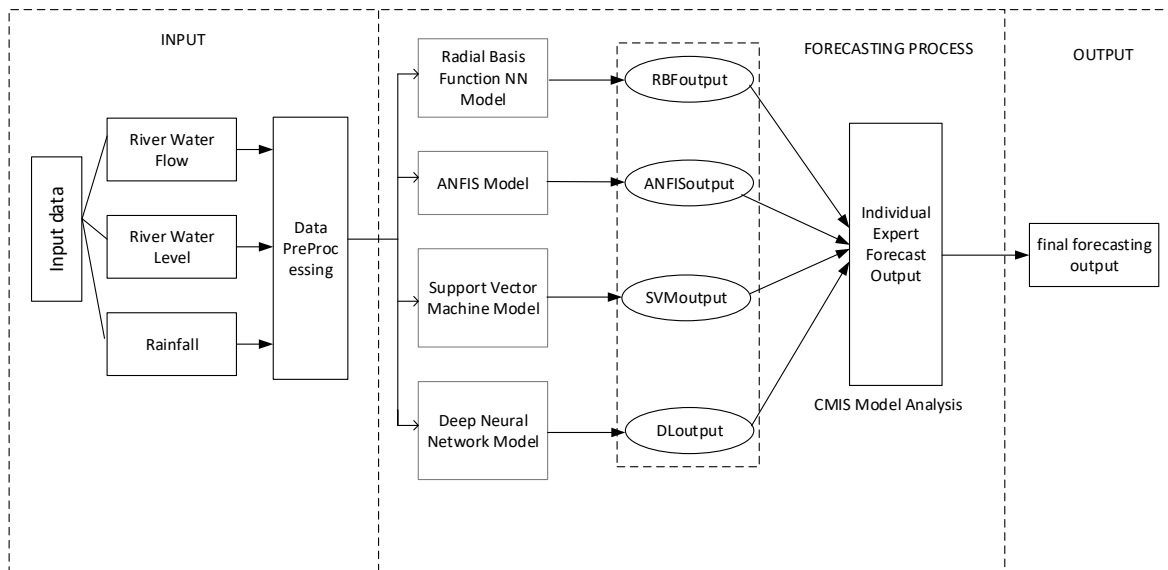 INPUT
FORECASTING PROCESS
OUTPUT
Input data
River Water
Flow
River Water
Level
Rainfall
Data
PreProc
essing
Radial Basis
Function NN
Model
ANFIS Model
Support Vector
Machine Model
Deep Neural
Network Model
RBFoutput
ANFISoutput
SVMoutput
DLoutput
Individual
Expert
Forecast
Output
CMIS Model Analysis
final forecasting
output